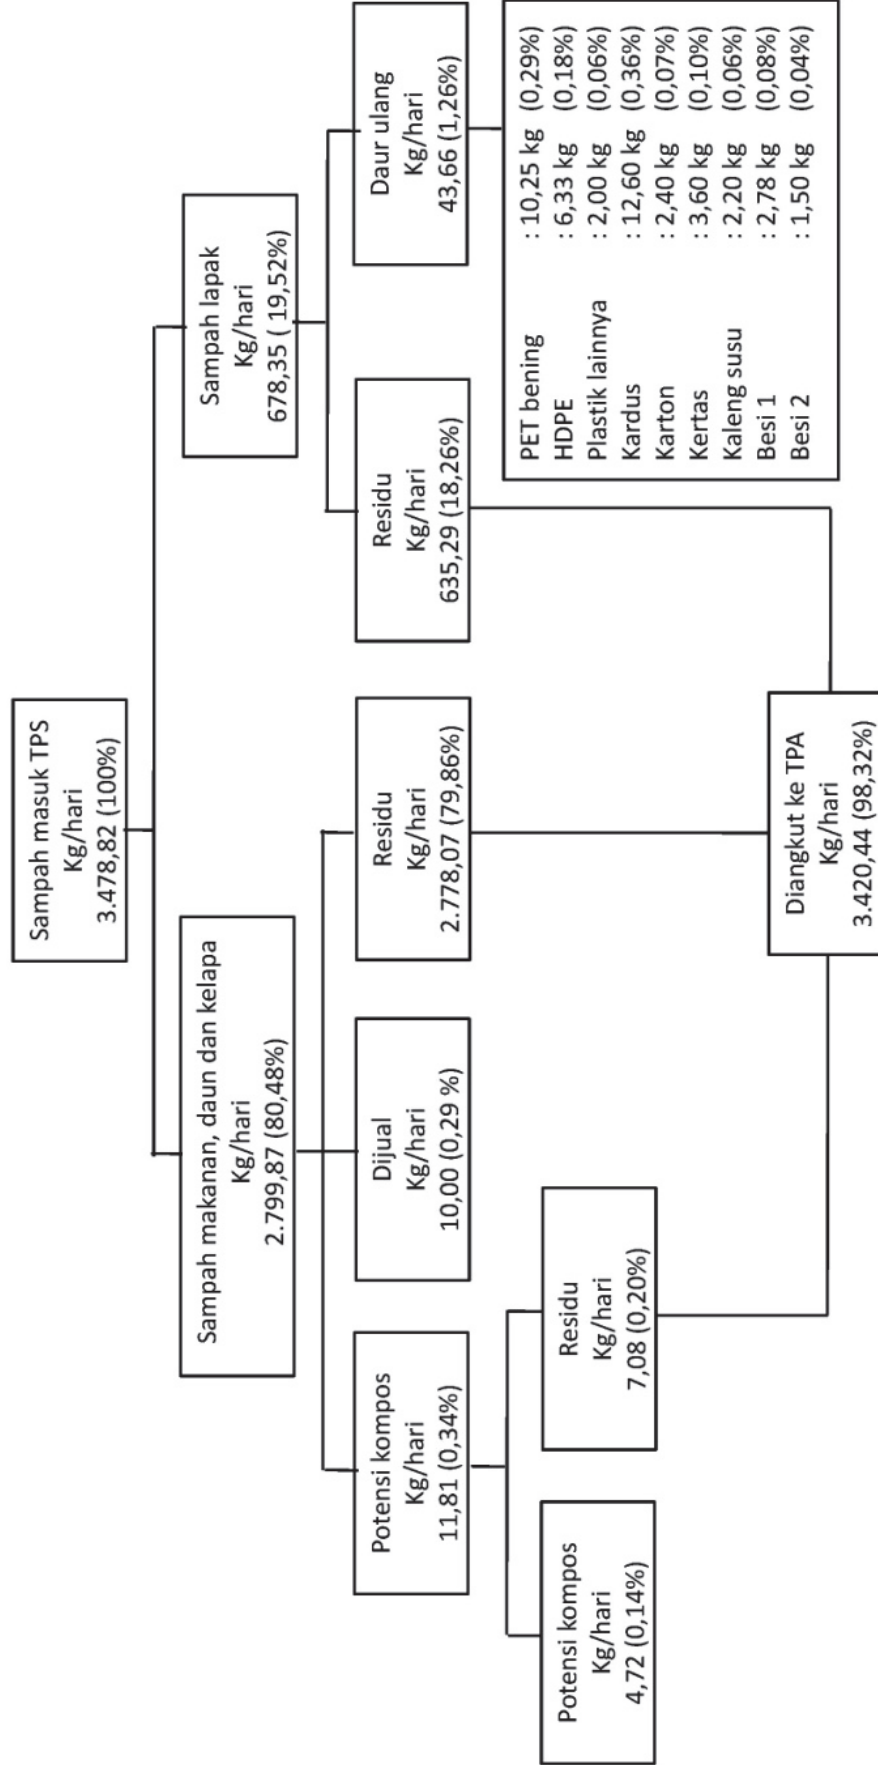 Sampah masuk TPS
Kg/hari
3.478,82 (100%)
Sampah makanan, daun dan kelapa
Kg/hari
2.799,87 (80,48%)
Sampah lapak
Kg/hari
678,35 ( 19,52%)
Potensi kompos
Kg/hari
11,81 (0,34%)
Dijual
Kg/hari
10,00 (0,29 %)
Residu
Kg/hari
2.778,07 (79,86%)
Residu
Kg/hari
635,29 (18,26%)
Daur ulang
Kg/hari
43,66 (1,26%)
Potensi kompos
Kg/hari
4,72 (0,14%)
Residu
Kg/hari
7,08 (0,20%)
PET bening : 10,25 kg (0,29%)
HDPE : 6,33 kg (0,18%)
Plastik lainnya : 2,00 kg (0,06%)
Kardus : 12,60 kg (0,36%)
Karton : 2,40 kg (0,07%)
Kertas : 3,60 kg (0,10%)
Kaleng susu : 2,20 kg (0,06%)
Besi 1 : 2,78 kg (0,08%)
Besi 2 : 1,50 kg (0,04%)
Diangkut ke TPA
Kg/hari
3.420,44 (98,32%)